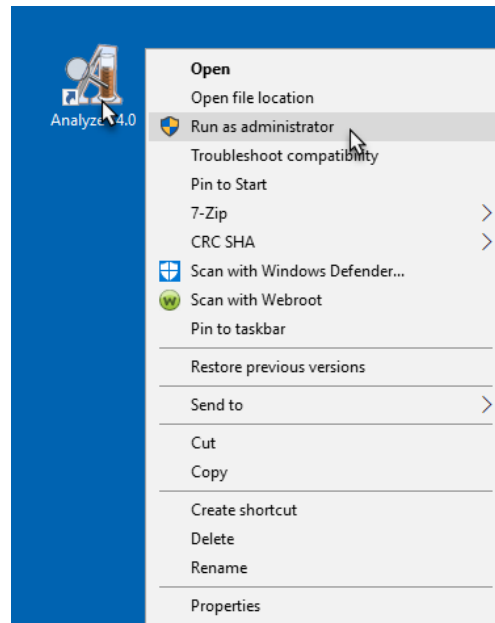 Open
Open file location
Analyze 4.0
Run as administrator
Troubleshoot compatibility
Pin to Start
7-Zip
CRC SHA
Scan with Windows Defender...
Scan with Webroot
Pin to taskbar
Restore previous versions
Send to
Cut
Copy
Create shortcut
Delete
Rename
Properties